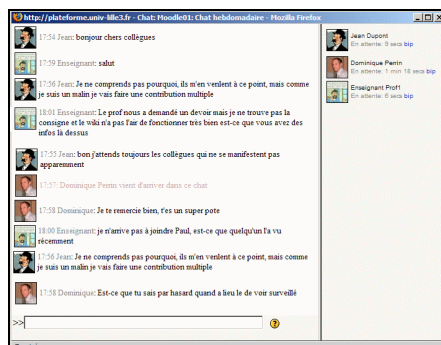 http://plateforme.univ-lille3.fr - Chat: Moodle01: Chat hebdomadaire - Mozilla Firefox
17:54 Jean: bonjour chers collègues
17:59 Enseignant: salut
17:56 Jean: Je ne comprends pas pourquoi, ils m'en venlent à ce point, mais comme
je suis un malin je vais faire une contribution multiple
18:01 Enseignant: Le prof nous a demandé un devoir mais je ne trouve pas la
consigne et le wiki n'a pas l'air de fonctionner très bien est-ce que vous avez des
infos là dessus
17:55 Jean: bon j'attends toujours les collègues qui ne se manifestent pas
apparemment
17:57: Dominique Perrin vient d'arriver dans ce chat
17:58 Dominique: Je te remercie bien, t'es un super pote
18:00 Enseignant: je n'arrive pas à joindre Paul, est-ce que quelqu'un l'a vu
récemment
17:56 Jean: Je ne comprends pas pourquoi, ils m'en venlent à ce point, mais comme
je suis un malin je vais faire une contribution multiple
17:58 Dominique: Est-ce que tu sais par hasard quand a lieu le de voir surveillé
>>
Jean Dupont
En attente: 9 secs bip
Dominique Perrin
En attente: 1 min 18 secs bip
Enseignant Prof1
En attente: 6 secs bip